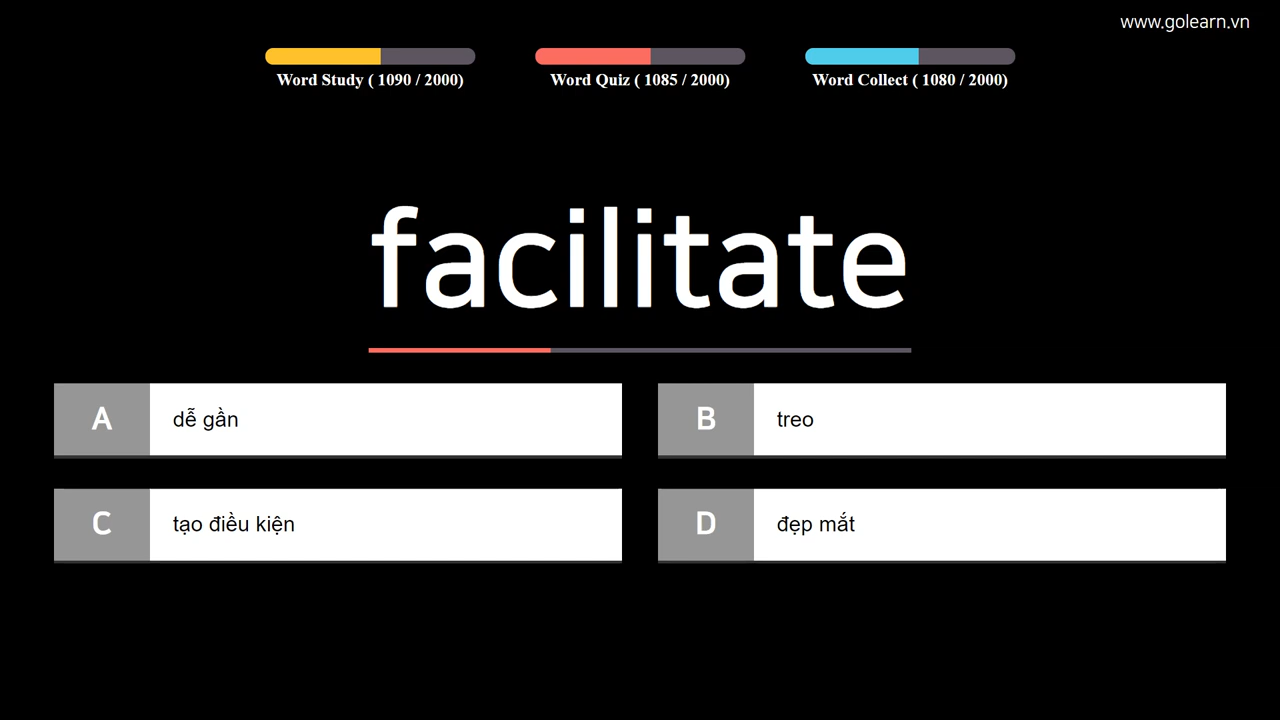 www.golearn.vn
Word Study ( 1090 / 2000)
Word Quiz ( 1085 / 2000)
Word Collect ( 1080 / 2000)
facilitate
A dễ gần
B treo
C tạo điều kiện
D đẹp mắt